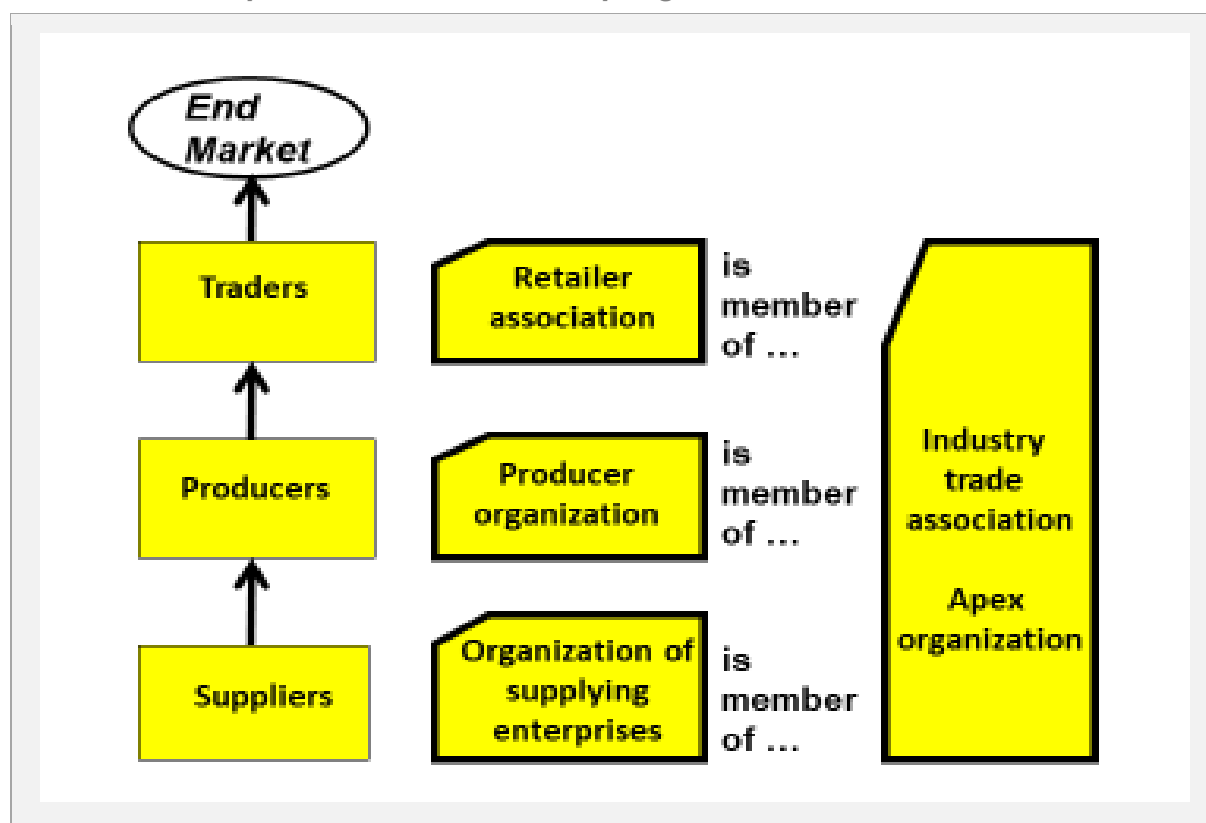 End
Market
Traders
Retailer
association
is
member
of ...
Producers
Producer
organization
is
member
of ...
Suppliers
Organization of
supplying
enterprises
is
member
of ...
Industry
trade
association
Apex
organization